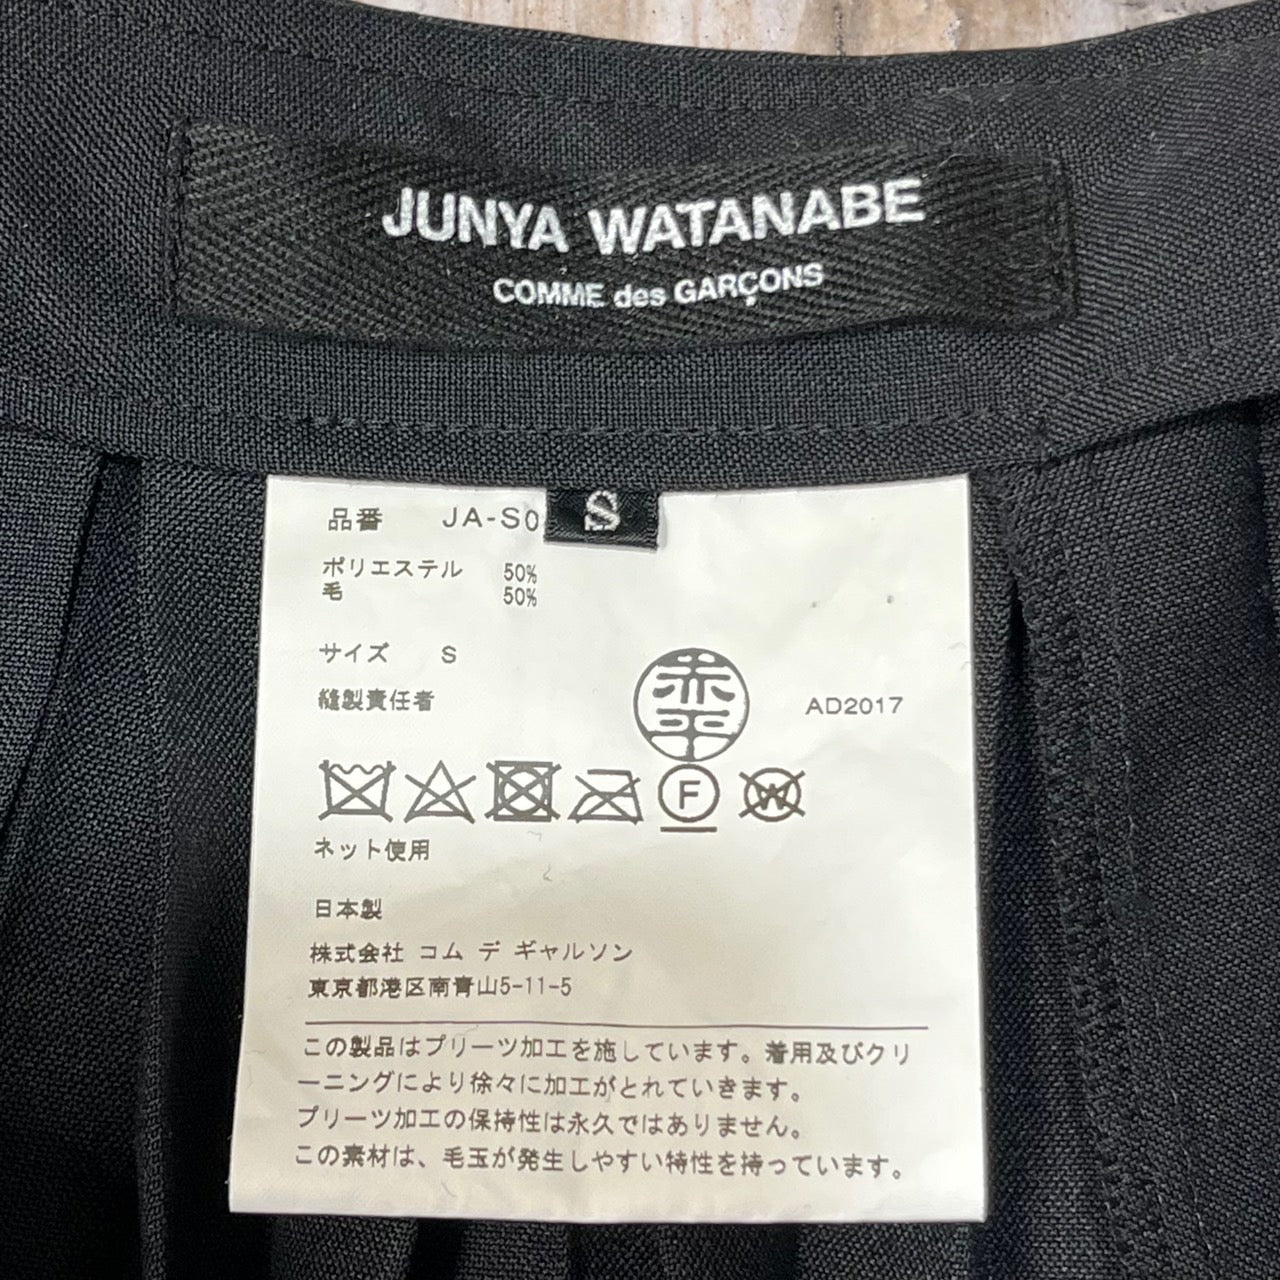 JUNYA WATANABE
COMME des GARÇONS
S
品番 JA-S0
ポリエステル 50%
毛 50%
サイズ S
縫製責任者 赤平 AD2017
F W
ネット使用
日本製
株式会社 コム デ ギャルソン
東京都港区南青山5-11-5
この製品はプリーツ加工を施しています。着用及びクリ
ーニングにより徐々に加工がとれていきます。
プリーツ加工の保持性は永久ではありません。
この素材は、毛玉が発生しやすい特性を持っています。